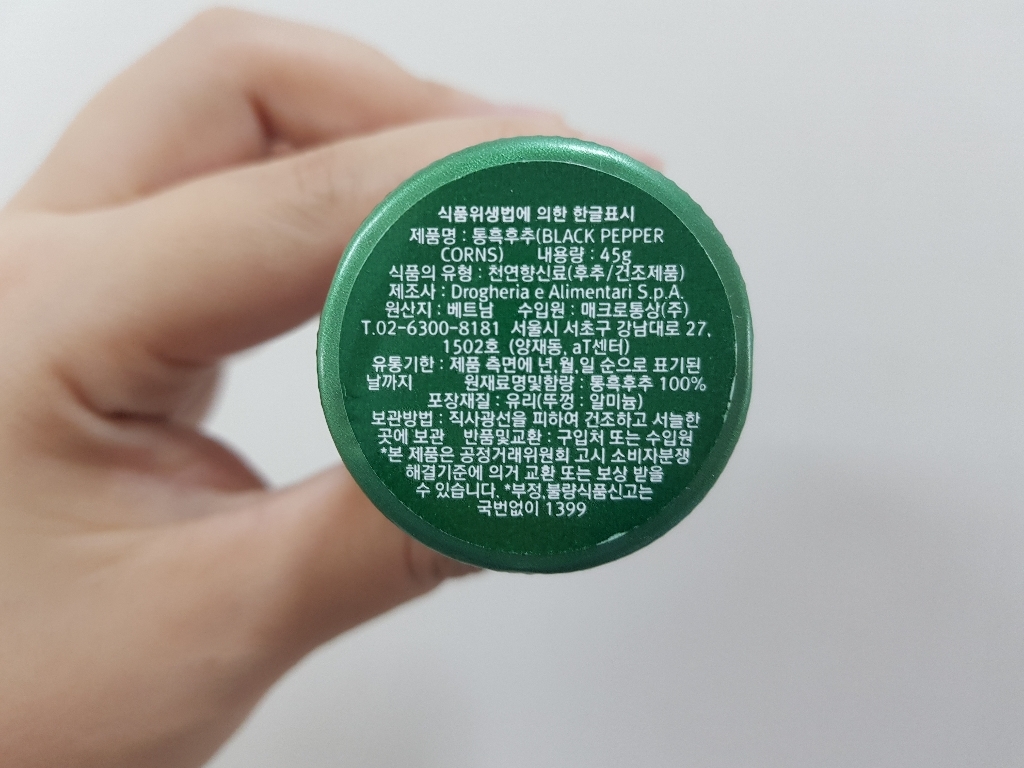 식품위생법에 의한 한글표시
제품명 : 통흑후추(BLACK PEPPER
CORNS) 내용량 : 45g
식품의 유형 : 천연향신료(후추/건조제품)
제조사 : Drogheria e Alimentari S.p.A.
원산지 : 베트남 수입원 : 매크로통상(주)
T.02-6300-8181 서울시 서초구 강남대로 27,
1502호 (양재동, aT센터)
유통기한 : 제품 측면에 년,월,일 순으로 표기된
날까지 원재료명및함량 : 통흑후추 100%
포장재질 : 유리(뚜껑 : 알미늄)
보관방법 : 직사광선을 피하여 건조하고 서늘한
곳에 보관 반품및교환 : 구입처 또는 수입원
*본 제품은 공정거래위원회 고시 소비자분쟁
해결기준에 의거 교환 또는 보상 받을
수 있습니다. *부정,불량식품신고는
국번없이 1399